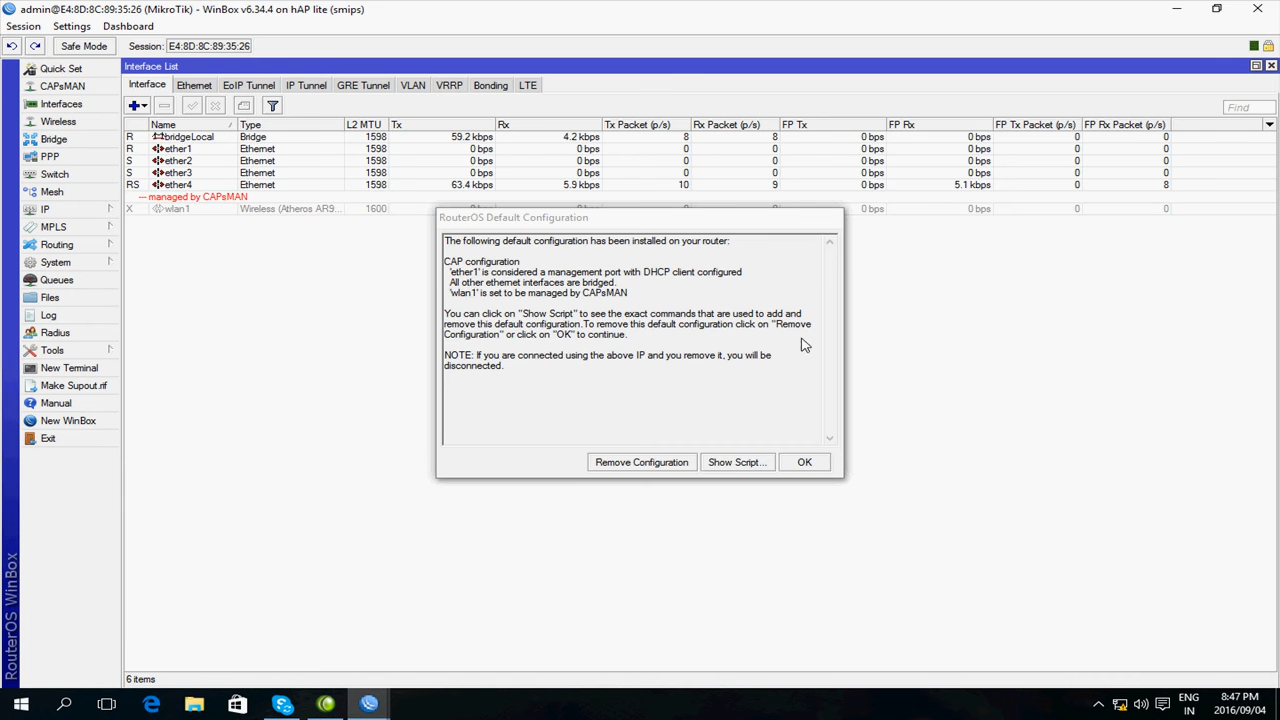 admin@E4:8D:8C:89:35:26 (MikroTik) - WinBox v6.34.4 on hAP lite (smips)
Session Settings Dashboard
Safe Mode Session: E4:8D:8C:89:35:26
Quick Set
CAPsMAN
Interfaces
Wireless
Bridge
PPP
Switch
Mesh
IP
MPLS
Routing
System
Queues
Files
Log
Radius
Tools
New Terminal
Make Supout.rif
Manual
New WinBox
Exit
RouterOS WinBox
Interface List
Interface Ethernet EoIP Tunnel IP Tunnel GRE Tunnel VLAN VRRP Bonding LTE
Find
Name Type L2 MTU Tx Rx Tx Packet (p/s) Rx Packet (p/s) FP Tx FP Rx FP Tx Packet (p/s) FP Rx Packet (p/s)
R bridgeLocal Bridge 1598 59.2 kbps 4.2 kbps 8 8 0 bps 0 bps 0 0
R ether1 Ethernet 1598 0 bps 0 bps 0 0 0 bps 0 bps 0 0
S ether2 Ethernet 1598 0 bps 0 bps 0 0 0 bps 0 bps 0 0
S ether3 Ethernet 1598 0 bps 0 bps 0 0 0 bps 0 bps 0 0
RS ether4 Ethernet 1598 63.4 kbps 5.9 kbps 10 9 0 bps 5.1 kbps 0 8
--- managed by CAPsMAN
X wlan1 Wireless (Atheros AR9... 1600 0 bps 0 bps 0 0 0 bps 0 bps 0 0
RouterOS Default Configuration
The following default configuration has been installed on your router:
CAP configuration
'ether1' is considered a management port with DHCP client configured
All other ethernet interfaces are bridged.
'wlan1' is set to be managed by CAPsMAN
You can click on "Show Script" to see the exact commands that are used to add and
remove this default configuration.To remove this default configuration click on "Remove
Configuration" or click on "OK" to continue.
NOTE: If you are connected using the above IP and you remove it, you will be
disconnected.
Remove Configuration Show Script... OK
6 items
ENG
IN
8:47 PM
2016/09/04